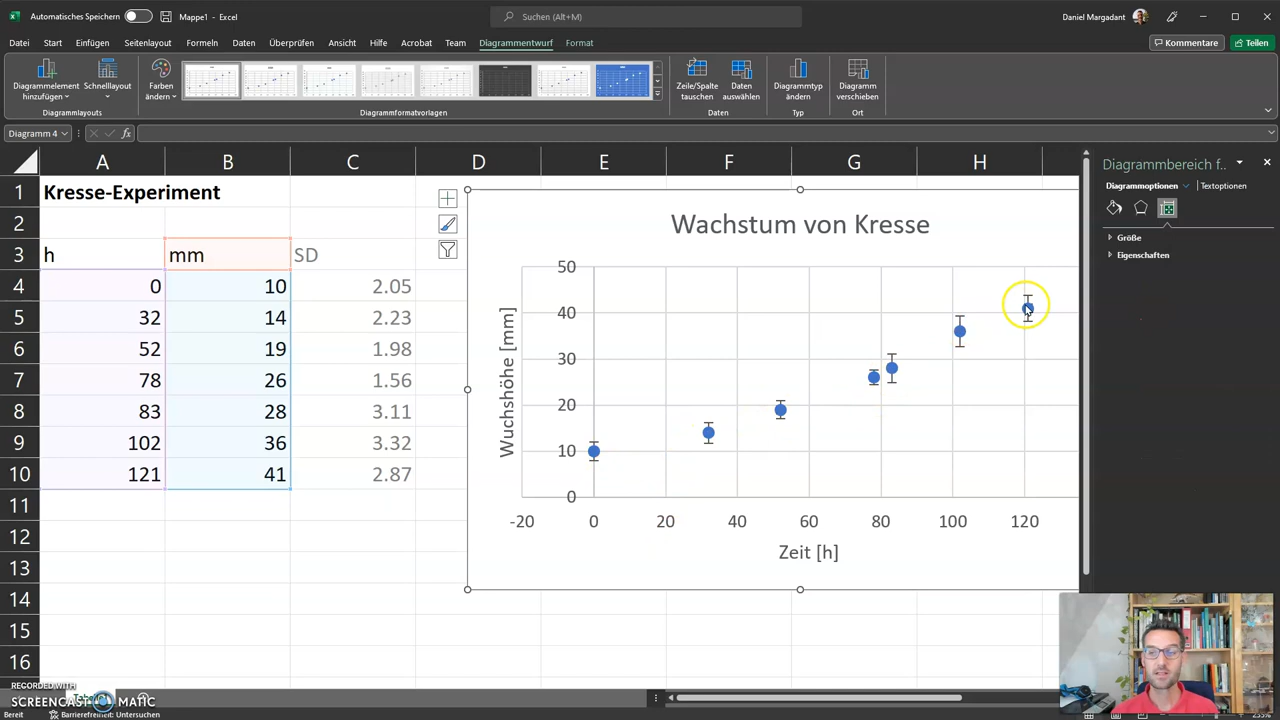 Automatisches Speichern
Mappe1 - Excel
Suchen (Alt+M)
Daniel Margadant
Datei Start Einfügen Seitenlayout Formeln Daten Überprüfen Ansicht Hilfe Acrobat Team Diagrammentwurf Format
Kommentare
Teilen
Diagrammelement hinzufügen
Schnelllayout
Farben ändern
Zeile/Spalte tauschen
Daten auswählen
Diagrammtyp ändern
Diagramm verschieben
Diagrammlayouts
Diagrammformatvorlagen
Daten
Typ
Ort
Diagramm 4
fx
A B C D E F G H
1 Kresse-Experiment
2
3 h mm SD
4 0 10 2.05
5 32 14 2.23
6 52 19 1.98
7 78 26 1.56
8 83 28 3.11
9 102 36 3.32
10 121 41 2.87
11
12
13
14
15
16
Wachstum von Kresse
Wuchshöhe [mm]
50
40
30
20
10
0
-20 0 20 40 60 80 100 120
Zeit [h]
Diagrammbereich f..
Diagrammoptionen Textoptionen
Größe
Eigenschaften
RECORDED WITH
SCREENCAST MATIC
Bereit
Barrierefreiheit: Untersuchen